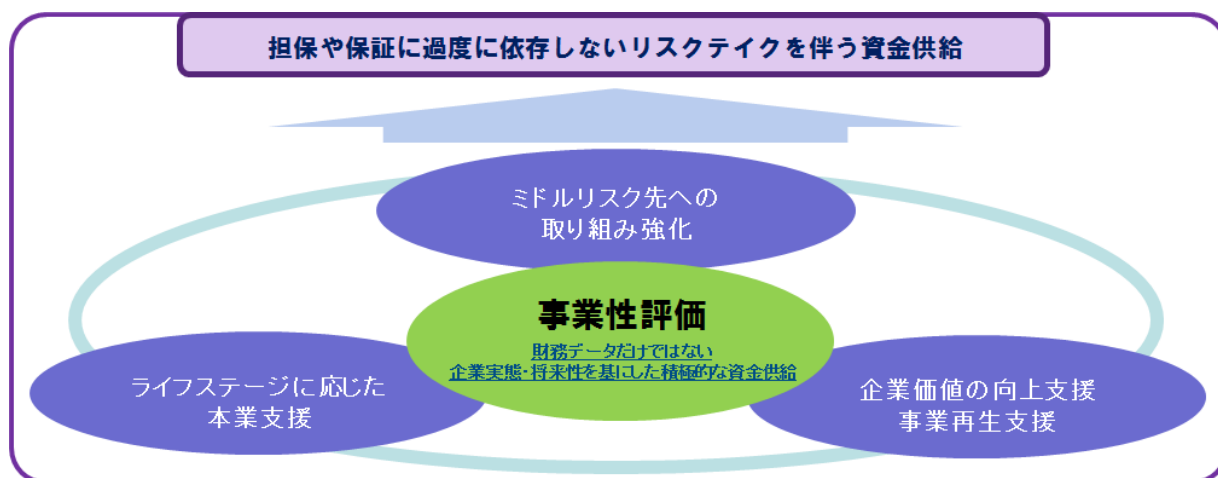 担保や保証に過度に依存しないリスクテイクを伴う資金供給
ミドルリスク先への
取り組み強化
事業性評価
財務データだけではない
企業実態・将来性を基にした積極的な資金供給
ライフステージに応じた
本業支援
企業価値の向上支援
事業再生支援